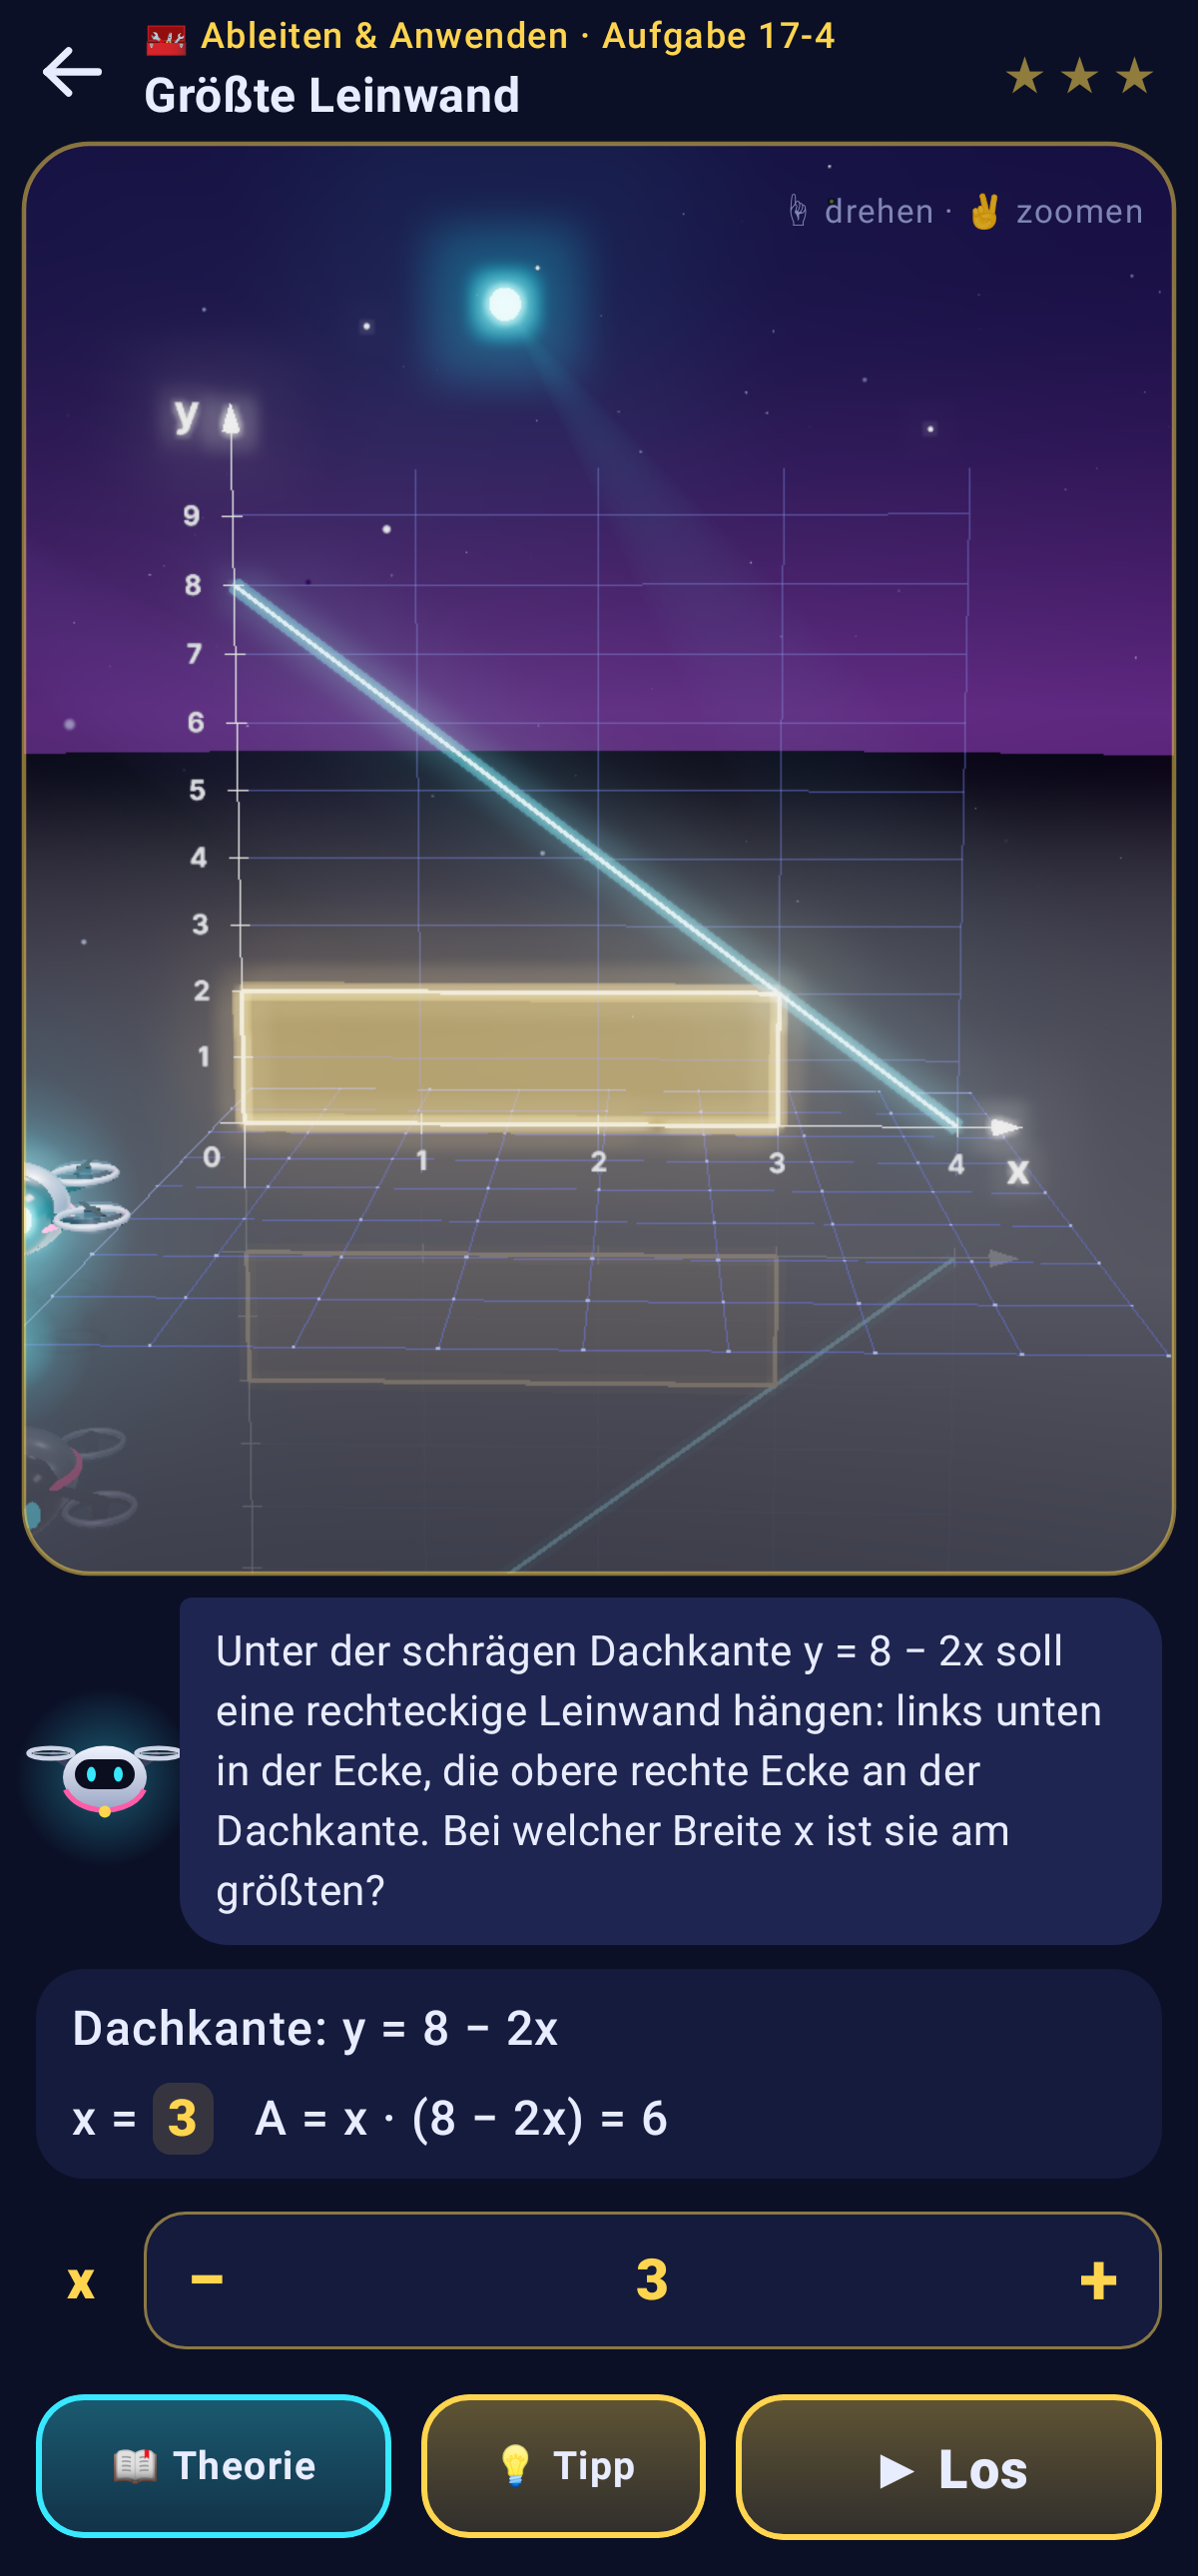 Ableiten & Anwenden · Aufgabe 17-4
Größte Leinwand
★ ★ ★
drehen · zoomen
y
9
8
7
6
5
4
3
2
1
0 1 2 3 4
x
Unter der schrägen Dachkante y = 8 − 2x soll
eine rechteckige Leinwand hängen: links unten
in der Ecke, die obere rechte Ecke an der
Dachkante. Bei welcher Breite x ist sie am
größten?
Dachkante: y = 8 − 2x
x = 3 A = x · (8 − 2x) = 6
x − 3 +
Theorie
Tipp
▶ Los